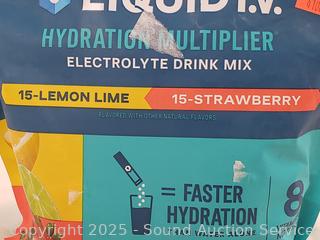 LIQUID I.V.
HYDRATION MULTIPLIER
ELECTROLYTE DRINK MIX
15-LEMON LIME
15-STRAWBERRY
FLAVORED WITH OTHER NATURAL FLAVORS
= FASTER
HYDRATION
8
Copyright 2025 - Sound Auction Service